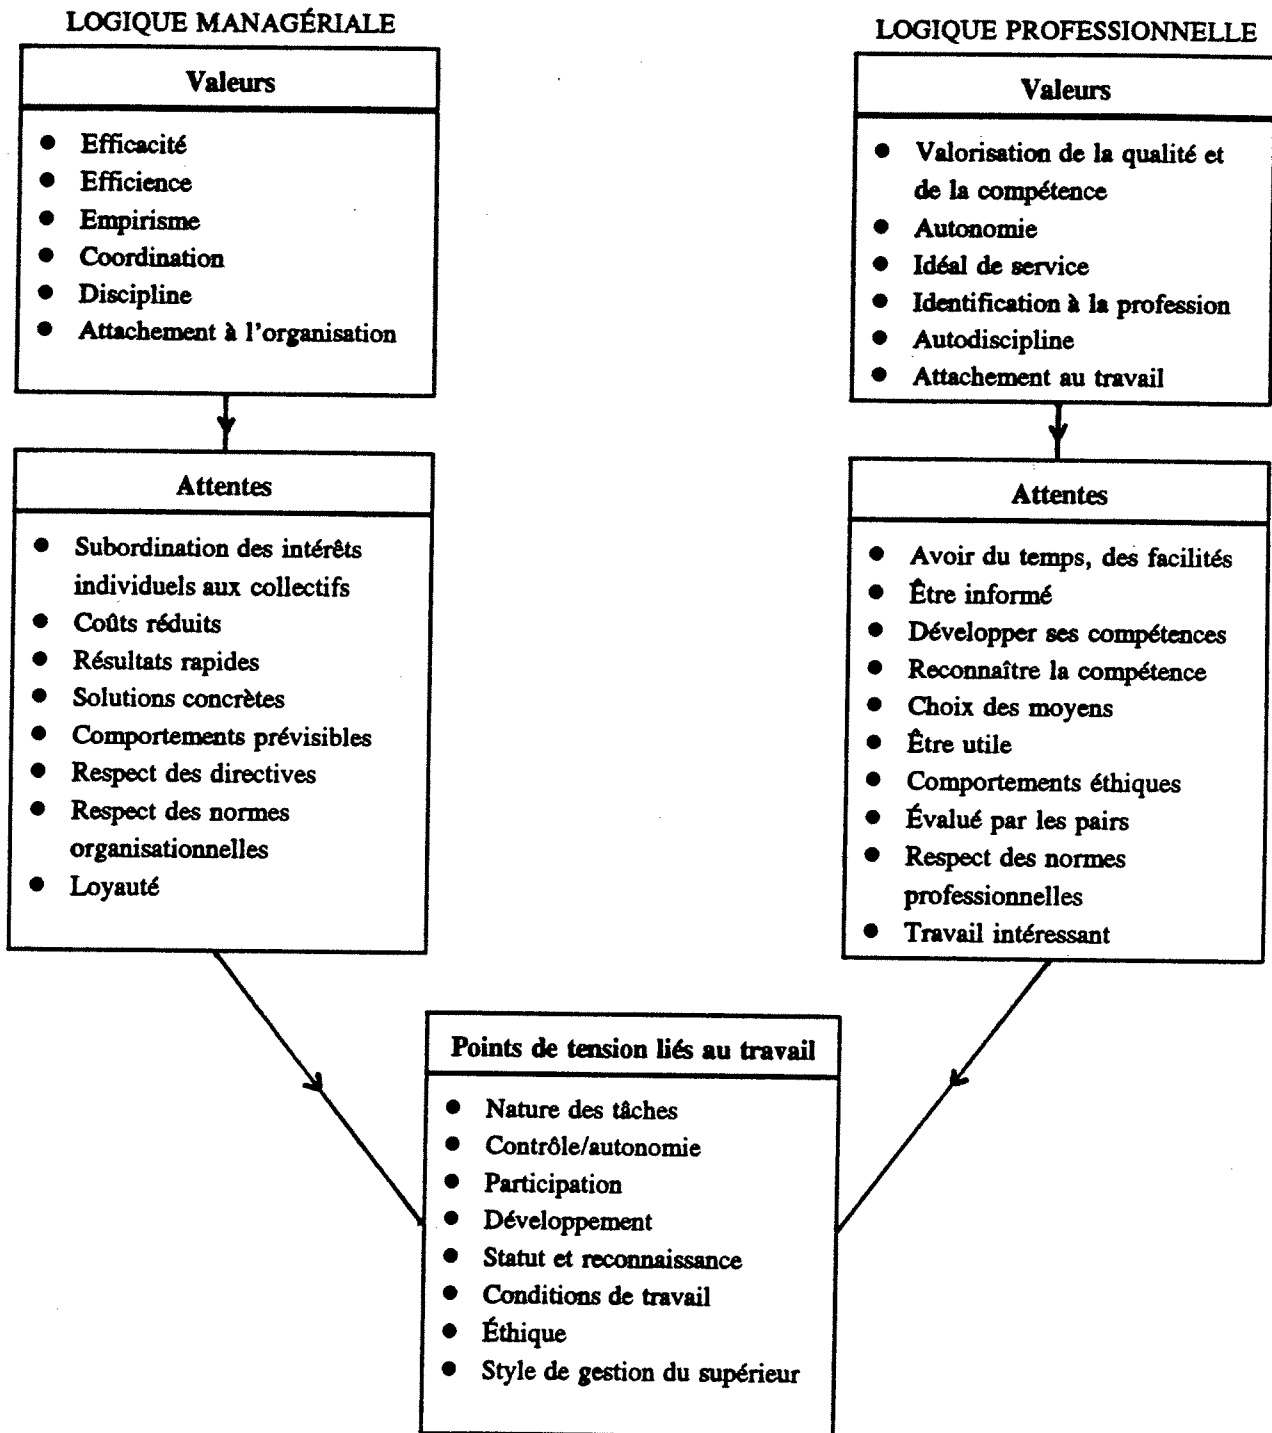 LOGIQUE MANAGÉRIALE
Valeurs
● Efficacité
● Efficience
● Empirisme
● Coordination
● Discipline
● Attachement à l'organisation
Attentes
● Subordination des intérêts
individuels aux collectifs
● Coûts réduits
● Résultats rapides
● Solutions concrètes
● Comportements prévisibles
● Respect des directives
● Respect des normes
organisationnelles
● Loyauté
LOGIQUE PROFESSIONNELLE
Valeurs
● Valorisation de la qualité et
de la compétence
● Autonomie
● Idéal de service
● Identification à la profession
● Autodiscipline
● Attachement au travail
Attentes
● Avoir du temps, des facilités
● Être informé
● Développer ses compétences
● Reconnaître la compétence
● Choix des moyens
● Être utile
● Comportements éthiques
● Évalué par les pairs
● Respect des normes
professionnelles
● Travail intéressant
Points de tension liés au travail
● Nature des tâches
● Contrôle/autonomie
● Participation
● Développement
● Statut et reconnaissance
● Conditions de travail
● Éthique
● Style de gestion du supérieur